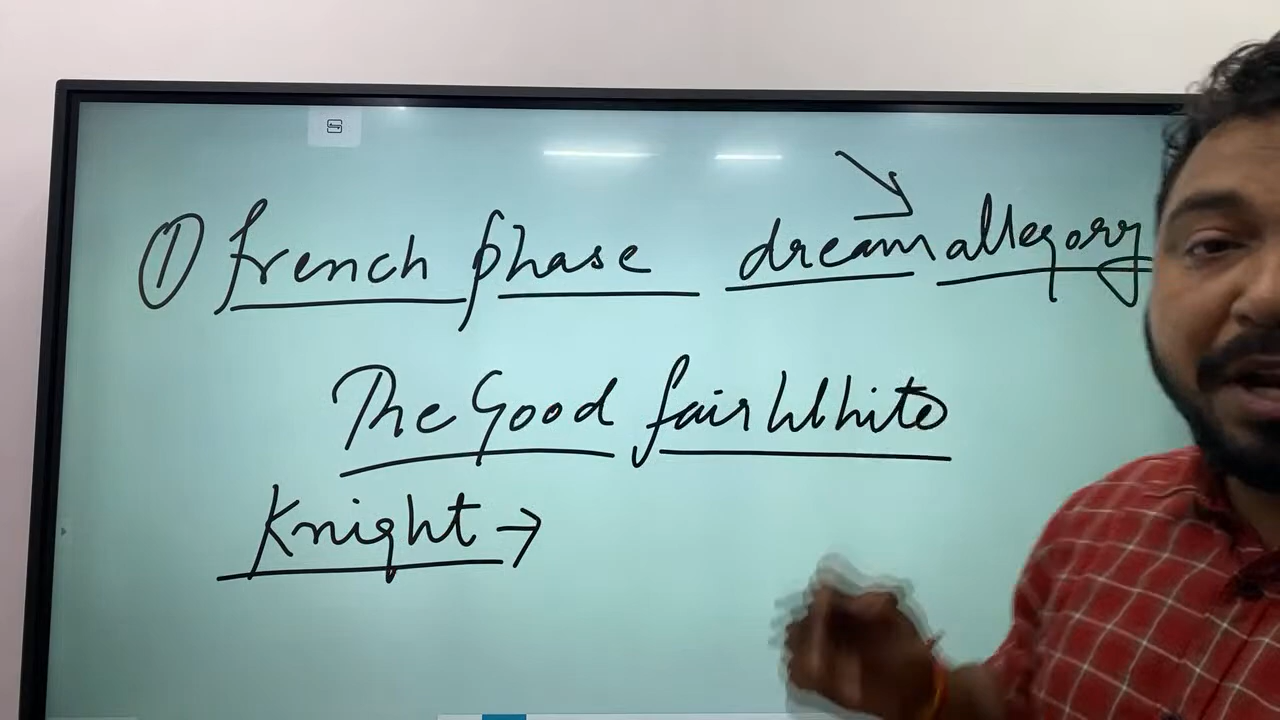 ① french phase dream allegory
The Good fair White
Knight →